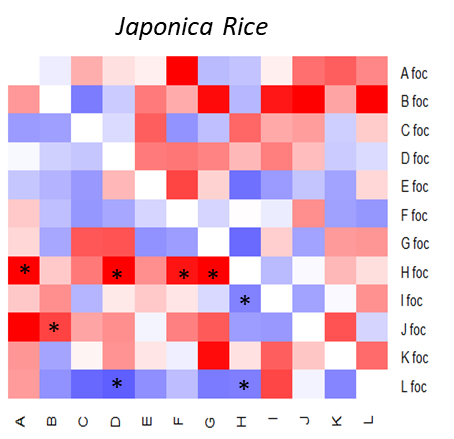 Japonica Rice
A foc
B foc
C foc
D foc
E foc
F foc
G foc
H foc
* * * *
I foc
*
J foc
*
K foc
L foc
* *
A B C D E F G H I J K L